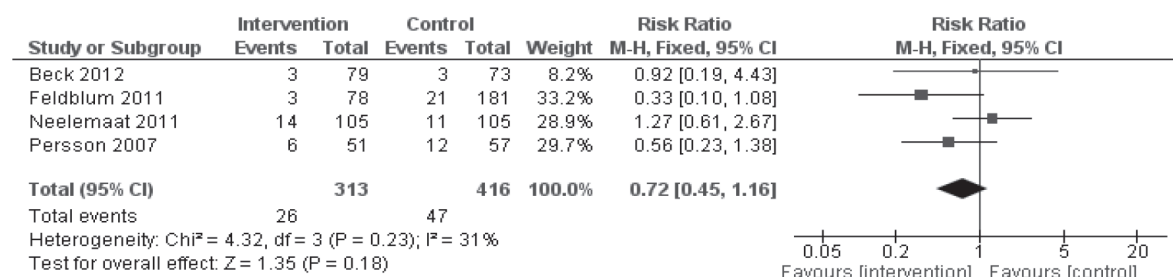 Intervention Control Risk Ratio Risk Ratio
Study or Subgroup Events Total Events Total Weight M-H, Fixed, 95% CI M-H, Fixed, 95% CI
Beck 2012 3 79 3 73 8.2% 0.92 [0.19, 4.43]
Feldblum 2011 3 78 21 181 33.2% 0.33 [0.10, 1.08]
Neelemaat 2011 14 105 11 105 28.9% 1.27 [0.61, 2.67]
Persson 2007 6 51 12 57 29.7% 0.56 [0.23, 1.38]
Total (95% CI) 313 416 100.0% 0.72 [0.45, 1.16]
Total events 26 47
Heterogeneity: Chi² = 4.32, df = 3 (P = 0.23); I² = 31%
Test for overall effect: Z = 1.35 (P = 0.18)
0.05 0.2 1 5 20
Favours [intervention] Favours [control]